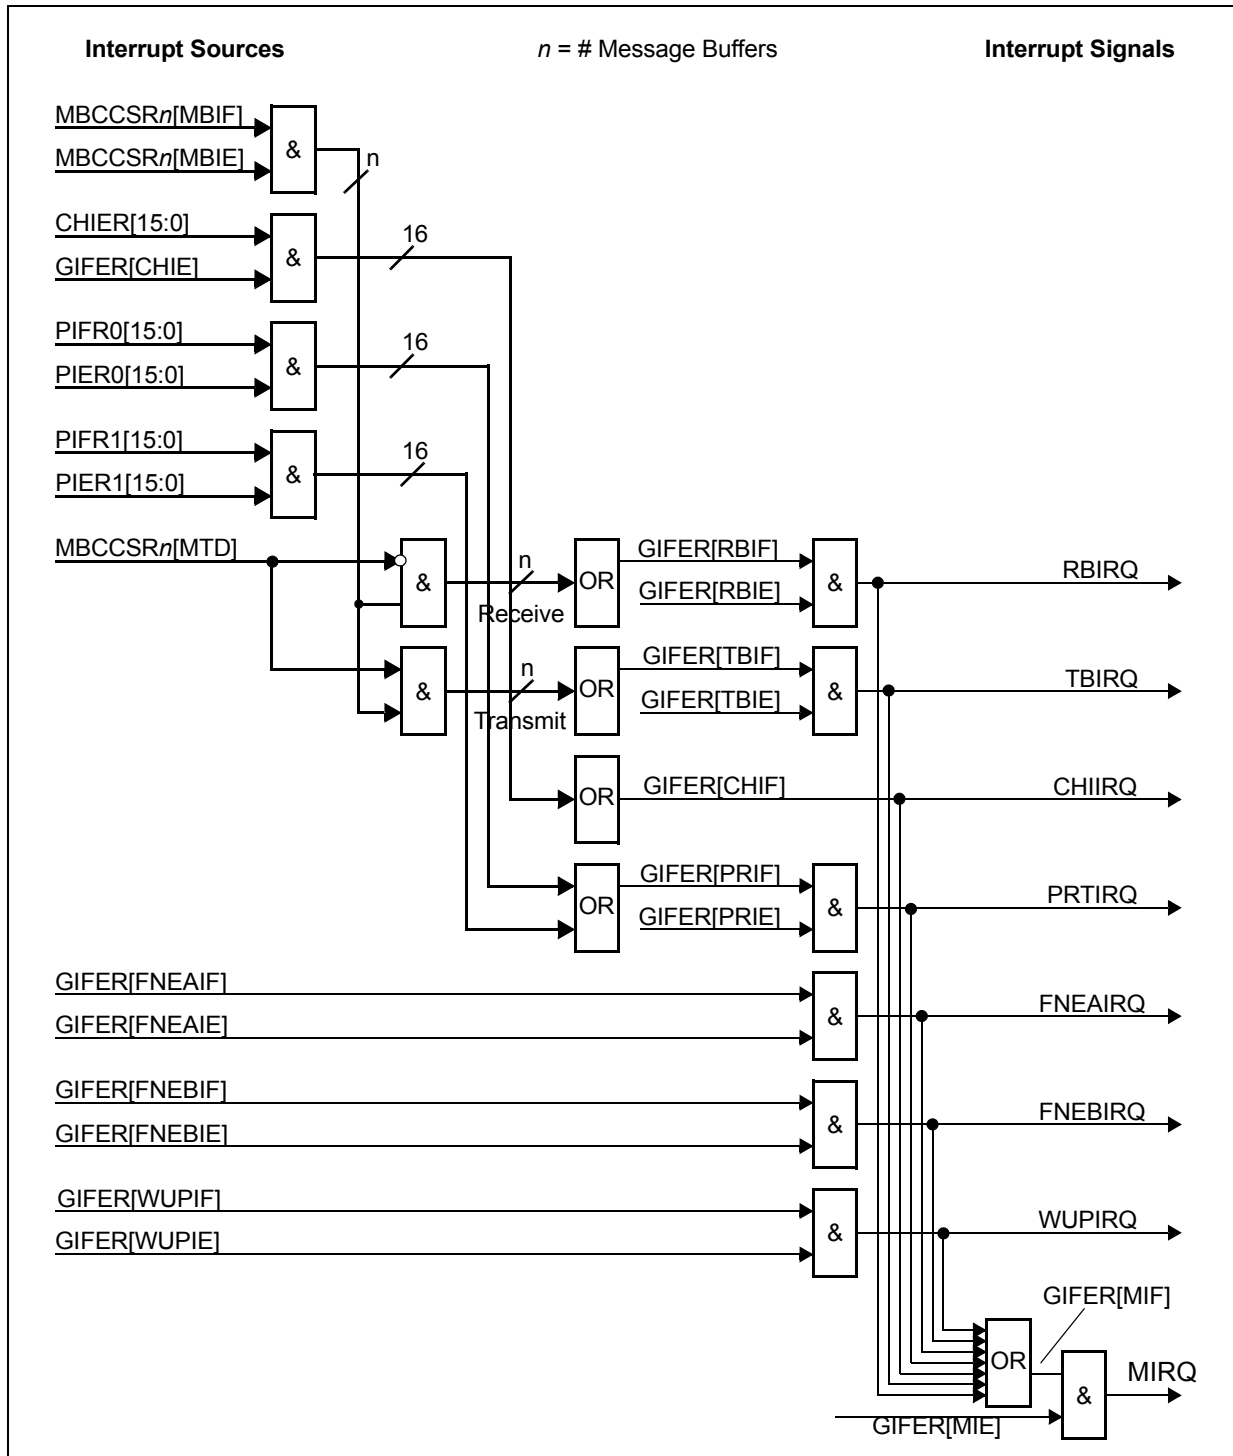 Interrupt Sources
n = # Message Buffers
Interrupt Signals
MBCCSRn[MBIF]
&
MBCCSRn[MBIE]
n
CHIER[15:0]
16
&
GIFER[CHIE]
PIFR0[15:0]
16
&
PIER0[15:0]
PIFR1[15:0]
16
&
PIER1[15:0]
MBCCSRn[MTD]
&
n
Receive
OR
GIFER[RBIF]
GIFER[RBIE]
&
RBIRQ
&
n
Transmit
OR
GIFER[TBIF]
GIFER[TBIE]
&
TBIRQ
OR
GIFER[CHIF]
CHIIRQ
OR
GIFER[PRIF]
GIFER[PRIE]
&
PRTIRQ
GIFER[FNEAIF]
GIFER[FNEAIE]
&
FNEAIRQ
GIFER[FNEBIF]
GIFER[FNEBIE]
&
FNEBIRQ
GIFER[WUPIF]
GIFER[WUPIE]
&
WUPIRQ
GIFER[MIF]
OR
&
MIRQ
GIFER[MIE]